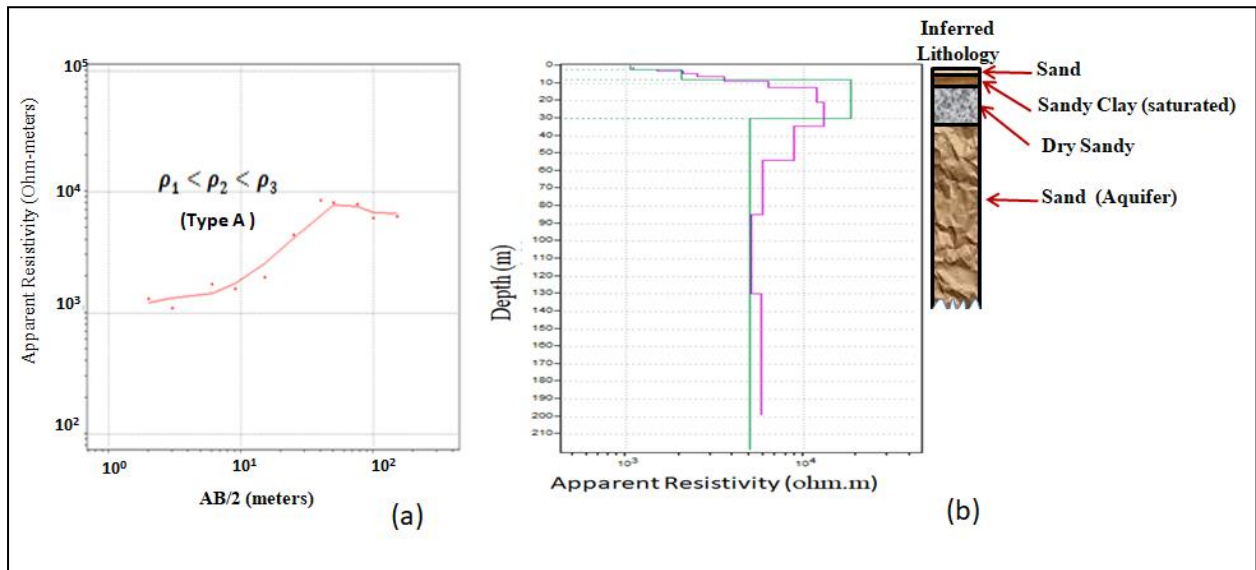 10⁵
10⁴
10³
10²
Apparent Resistivity (Ohm-meters)
ρ₁ < ρ₂ < ρ₃
(Type A )
10⁰
10¹
10²
AB/2 (meters)
(a)
0
10
20
30
40
50
60
70
80
90
100
110
120
130
140
150
160
170
180
190
200
210
Depth (m)
10³
10⁴
Apparent Resistivity (ohm.m)
(b)
Inferred
Lithology
Sand
Sandy Clay (saturated)
Dry Sandy
Sand (Aquifer)